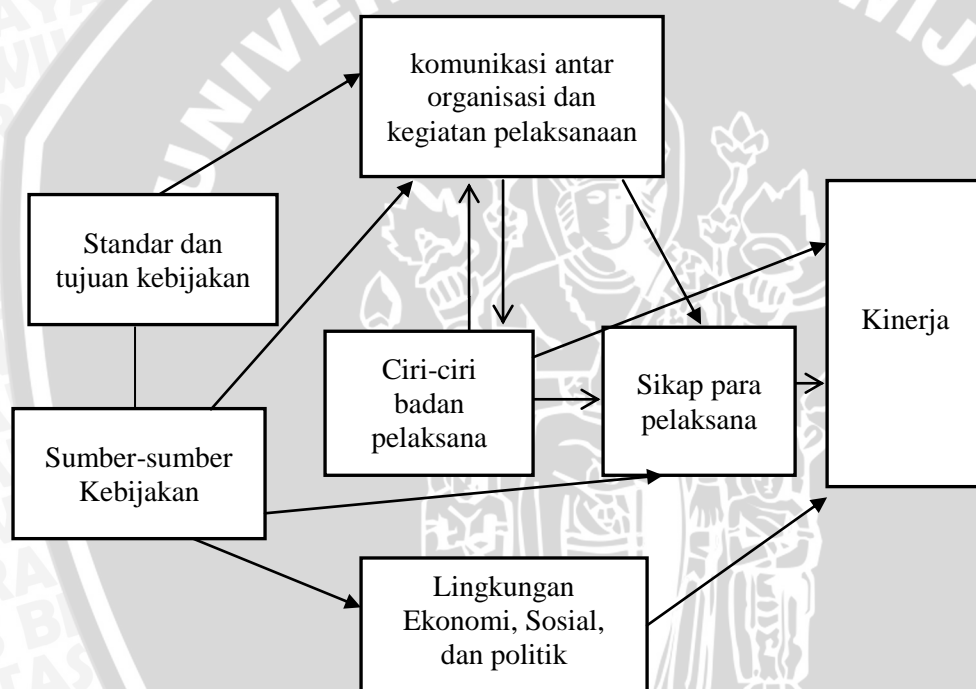 komunikasi antar
organisasi dan
kegiatan pelaksanaan
Standar dan
tujuan kebijakan
Kinerja
Ciri-ciri
badan
pelaksana
Sikap para
pelaksana
Sumber-sumber
Kebijakan
Lingkungan
Ekonomi, Sosial,
dan politik